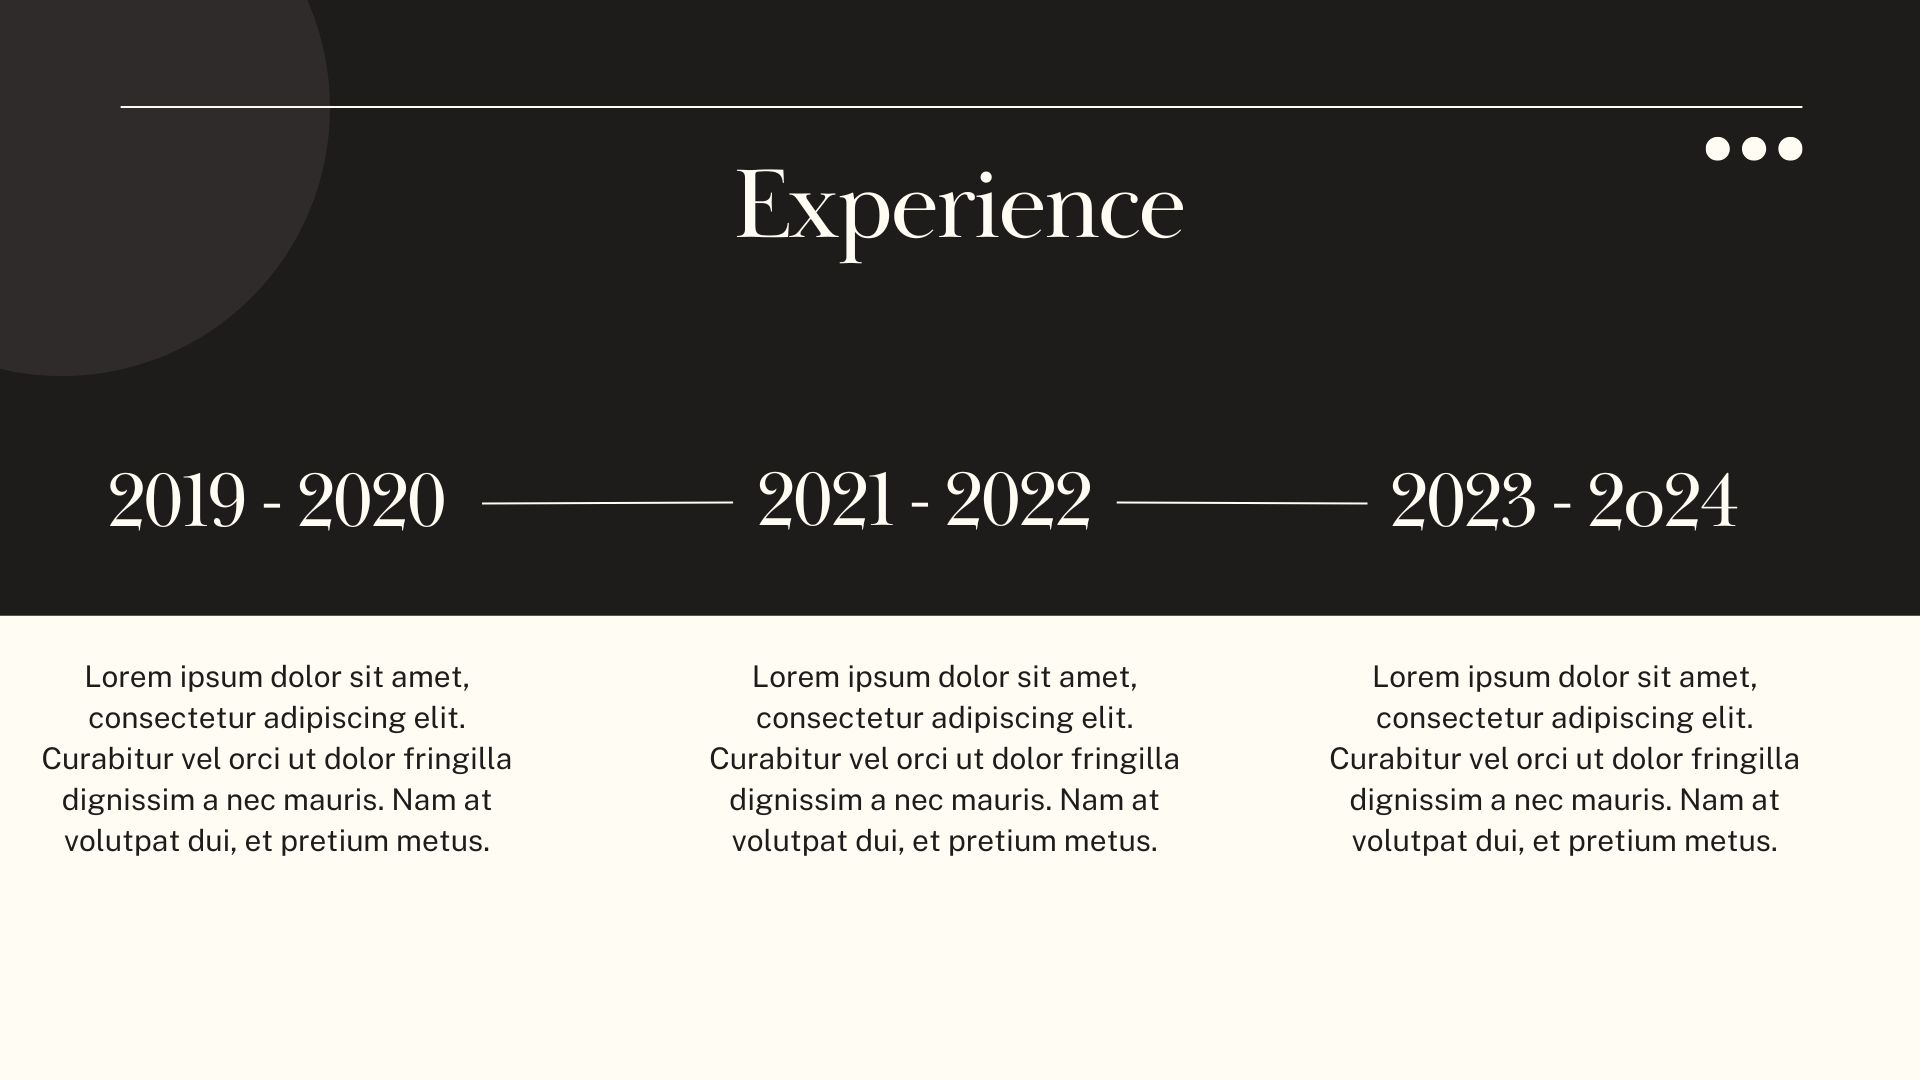 Experience
2019 - 2020
2021 - 2022
2023 - 2o24
Lorem ipsum dolor sit amet,
consectetur adipiscing elit.
Curabitur vel orci ut dolor fringilla
dignissim a nec mauris. Nam at
volutpat dui, et pretium metus.
Lorem ipsum dolor sit amet,
consectetur adipiscing elit.
Curabitur vel orci ut dolor fringilla
dignissim a nec mauris. Nam at
volutpat dui, et pretium metus.
Lorem ipsum dolor sit amet,
consectetur adipiscing elit.
Curabitur vel orci ut dolor fringilla
dignissim a nec mauris. Nam at
volutpat dui, et pretium metus.